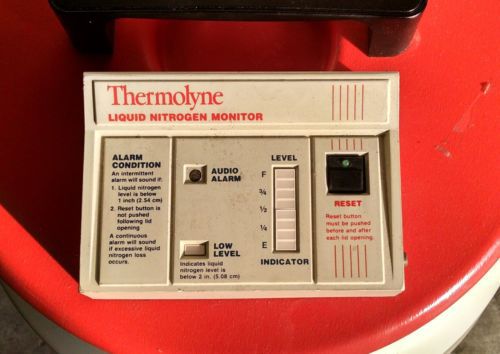 Thermolyne
LIQUID NITROGEN MONITOR
ALARM
CONDITION
An intermittent
alarm will sound if:
1. Liquid nitrogen
level is below
1 inch (2.54 cm)
2. Reset button is
not pushed
following lid
opening
A continuous
alarm will sound
if excessive liquid
nitrogen loss
occurs.
AUDIO
ALARM
LOW
LEVEL
Indicates liquid
nitrogen level is
below 2 in. (5.08 cm)
LEVEL
F
3/4
1/2
1/4
E
INDICATOR
RESET
Reset button
must be pushed
before and after
each lid opening.